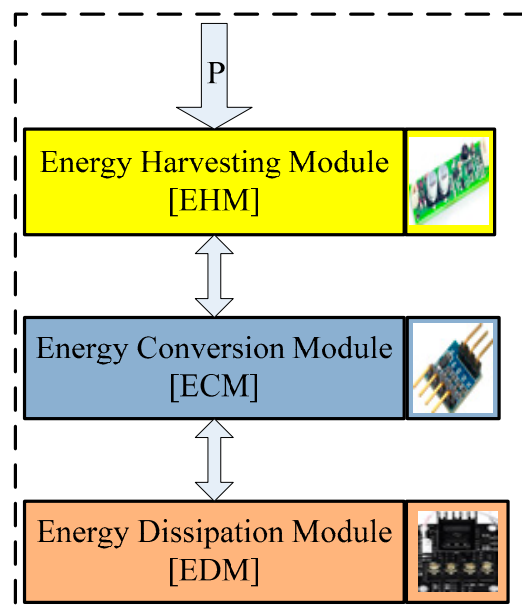 P
Energy Harvesting Module
[EHM]
Energy Conversion Module
[ECM]
Energy Dissipation Module
[EDM]